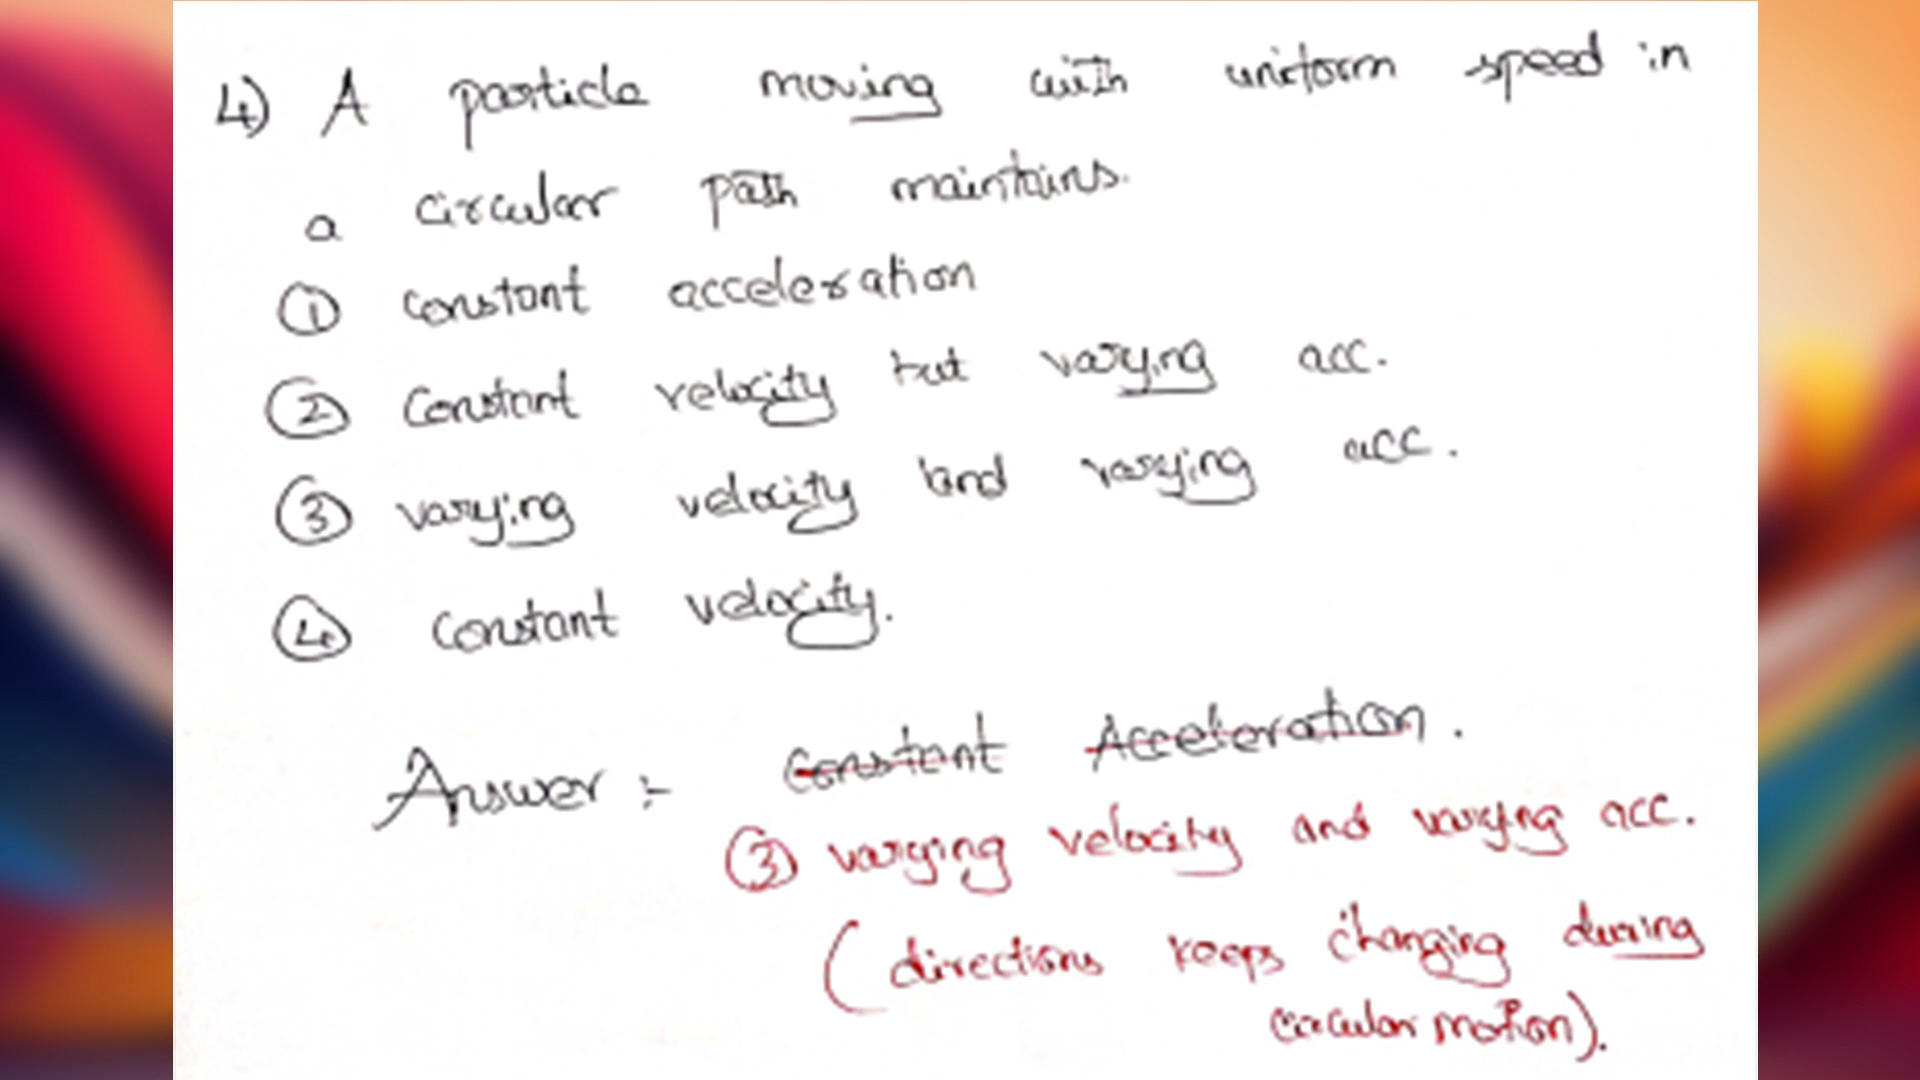 4) A particle moving with uniform speed in
a circular path maintains.
① constant acceleration
② Constant velocity but varying acc.
③ varying velocity and varying acc.
④ constant velocity.
Answer :- Constant Acceleration.
③ varying velocity and varying acc.
(directions keeps changing during
circular motion).